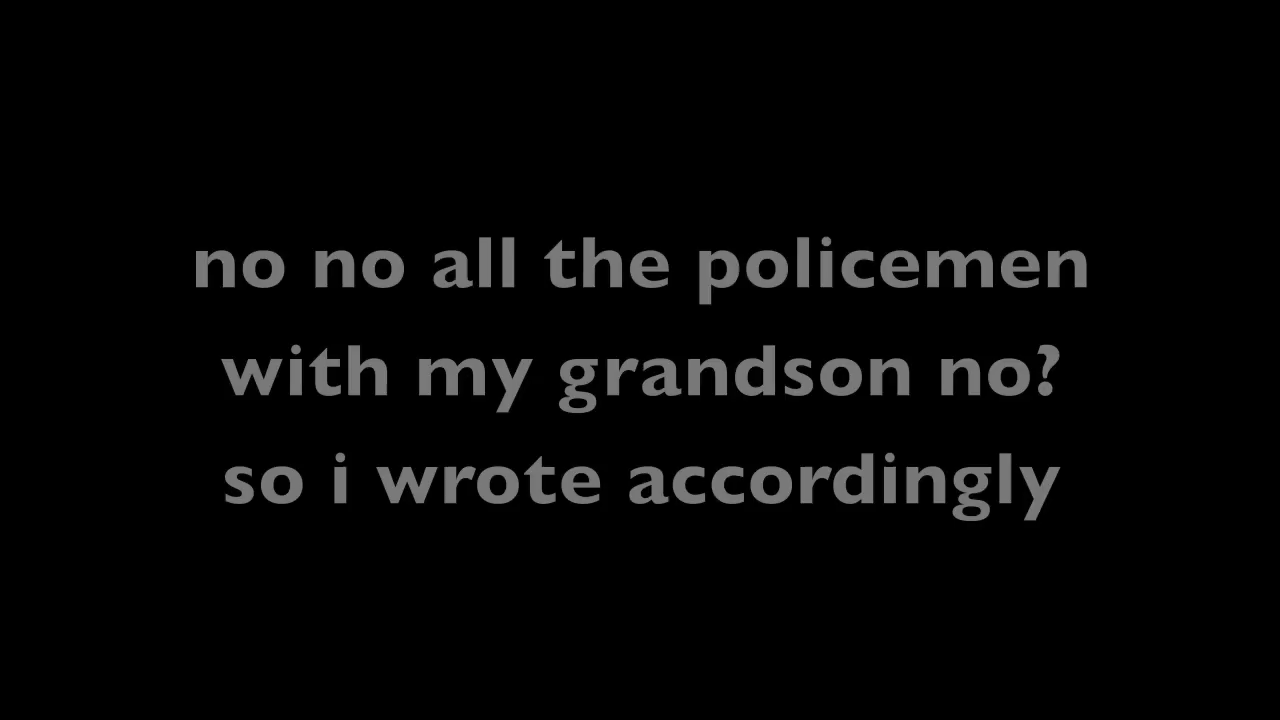 no no all the policemen
with my grandson no?
so i wrote accordingly